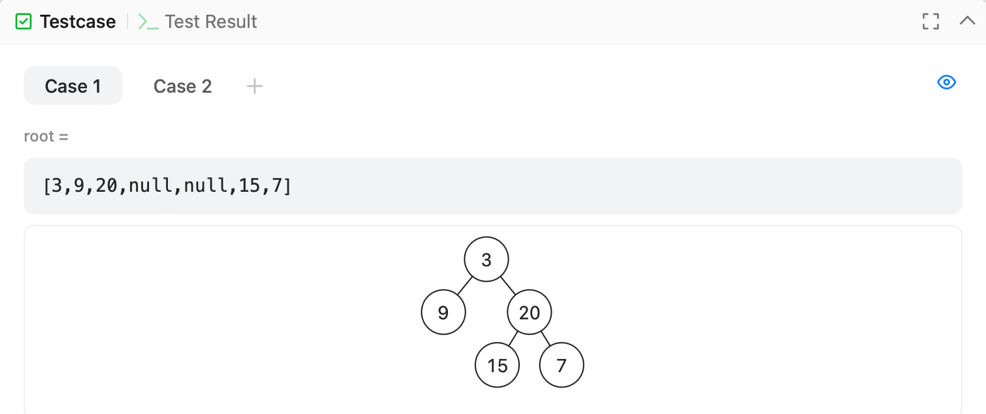 Testcase >_ Test Result
Case 1 Case 2 +
root =
[3,9,20,null,null,15,7]
3
9 20
15 7